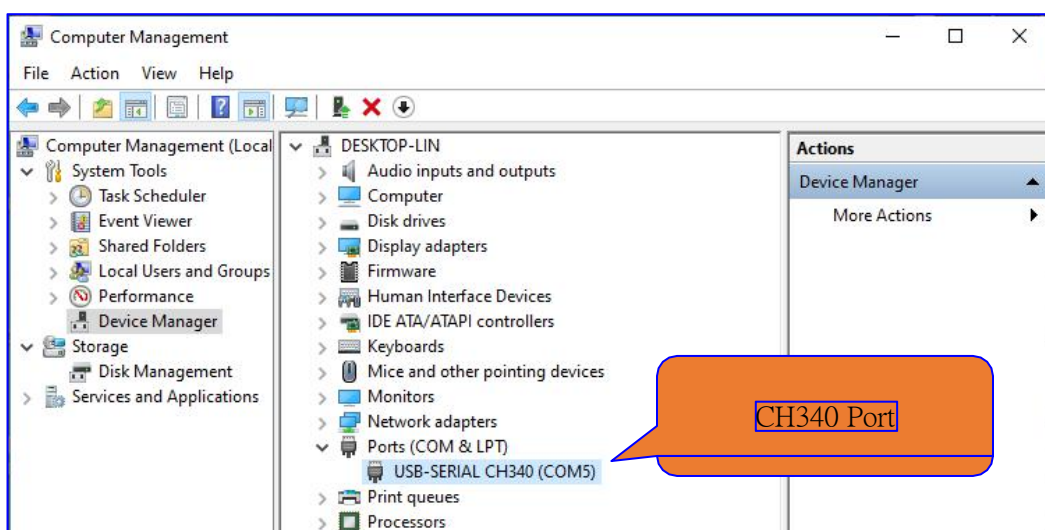 Computer Management
File Action View Help
Computer Management (Local
System Tools
Task Scheduler
Event Viewer
Shared Folders
Local Users and Groups
Performance
Device Manager
Storage
Disk Management
Services and Applications
DESKTOP-LIN
Audio inputs and outputs
Computer
Disk drives
Display adapters
Firmware
Human Interface Devices
IDE ATA/ATAPI controllers
Keyboards
Mice and other pointing devices
Monitors
Network adapters
Ports (COM & LPT)
USB-SERIAL CH340 (COM5)
Print queues
Processors
Actions
Device Manager
More Actions
CH340 Port